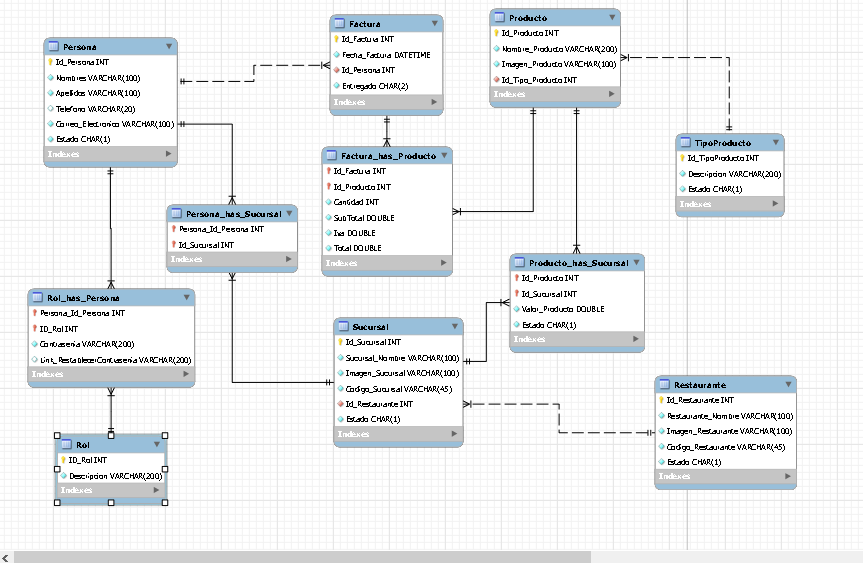 Persona
Id_Persona INT
Nombres VARCHAR(100)
Apellidos VARCHAR(100)
Telefono VARCHAR(20)
Correo_Electronico VARCHAR(100)
Estado CHAR(1)
Indexes
Factura
Id_Factura INT
Fecha_Factura DATETIME
Id_Persona INT
Entregado CHAR(2)
Indexes
Producto
Id_Producto INT
Nombre_Producto VARCHAR(200)
Imagen_Producto VARCHAR(100)
Id_Tipo_Producto INT
Indexes
TipoProducto
Id_TipoProducto INT
Descripcion VARCHAR(200)
Estado CHAR(1)
Indexes
Factura_has_Producto
Id_Factura INT
Id_Producto INT
Cantidad INT
SubTotal DOUBLE
Iva DOUBLE
Total DOUBLE
Indexes
Persona_has_Sucursal
Persona_Id_Persona INT
Id_Sucursal INT
Indexes
Producto_has_Sucursal
Id_Producto INT
Id_Sucursal INT
Valor_Producto DOUBLE
Estado CHAR(1)
Indexes
Rol_has_Persona
Persona_Id_Persona INT
ID_Rol INT
Contrasenia VARCHAR(200)
Link_RestablecerContrasenia VARCHAR(200)
Indexes
Sucursal
Id_Sucursal INT
Sucursal_Nombre VARCHAR(100)
Imagen_Sucursal VARCHAR(100)
Codigo_Sucursal VARCHAR(45)
Id_Restaurante INT
Estado CHAR(1)
Indexes
Restaurante
Id_Restaurante INT
Restaurante_Nombre VARCHAR(100)
Imagen_Restaurante VARCHAR(100)
Codigo_Restaurante VARCHAR(45)
Estado CHAR(1)
Indexes
Rol
ID_Rol INT
Descripcion VARCHAR(200)
Indexes